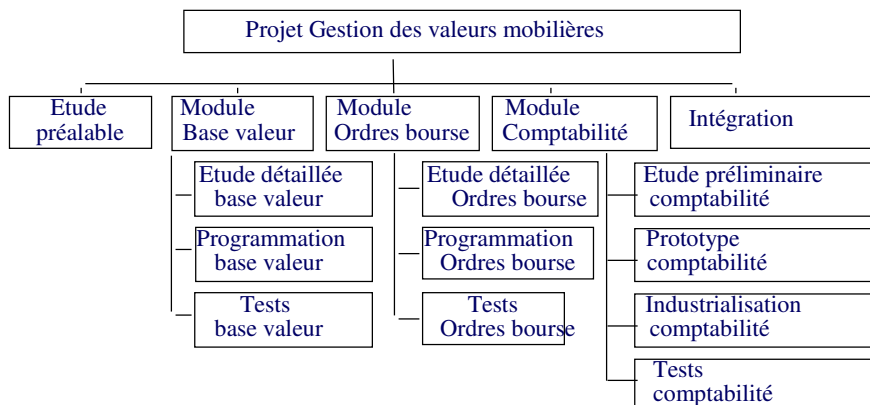 Projet Gestion des valeurs mobilières
Etude
préalable
Module
Base valeur
Module
Ordres bourse
Module
Comptabilité
Intégration
Etude détaillée
base valeur
Programmation
base valeur
Tests
base valeur
Etude détaillée
Ordres bourse
Programmation
Ordres bourse
Tests
Ordres bourse
Etude préliminaire
comptabilité
Prototype
comptabilité
Industrialisation
comptabilité
Tests
comptabilité